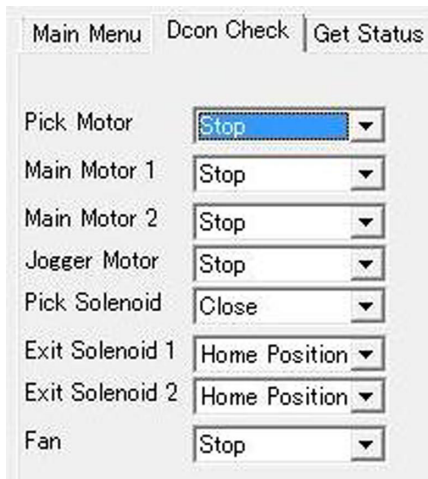 Main Menu Dcon Check Get Status
Pick Motor Stop
Main Motor 1 Stop
Main Motor 2 Stop
Jogger Motor Stop
Pick Solenoid Close
Exit Solenoid 1 Home Position
Exit Solenoid 2 Home Position
Fan Stop